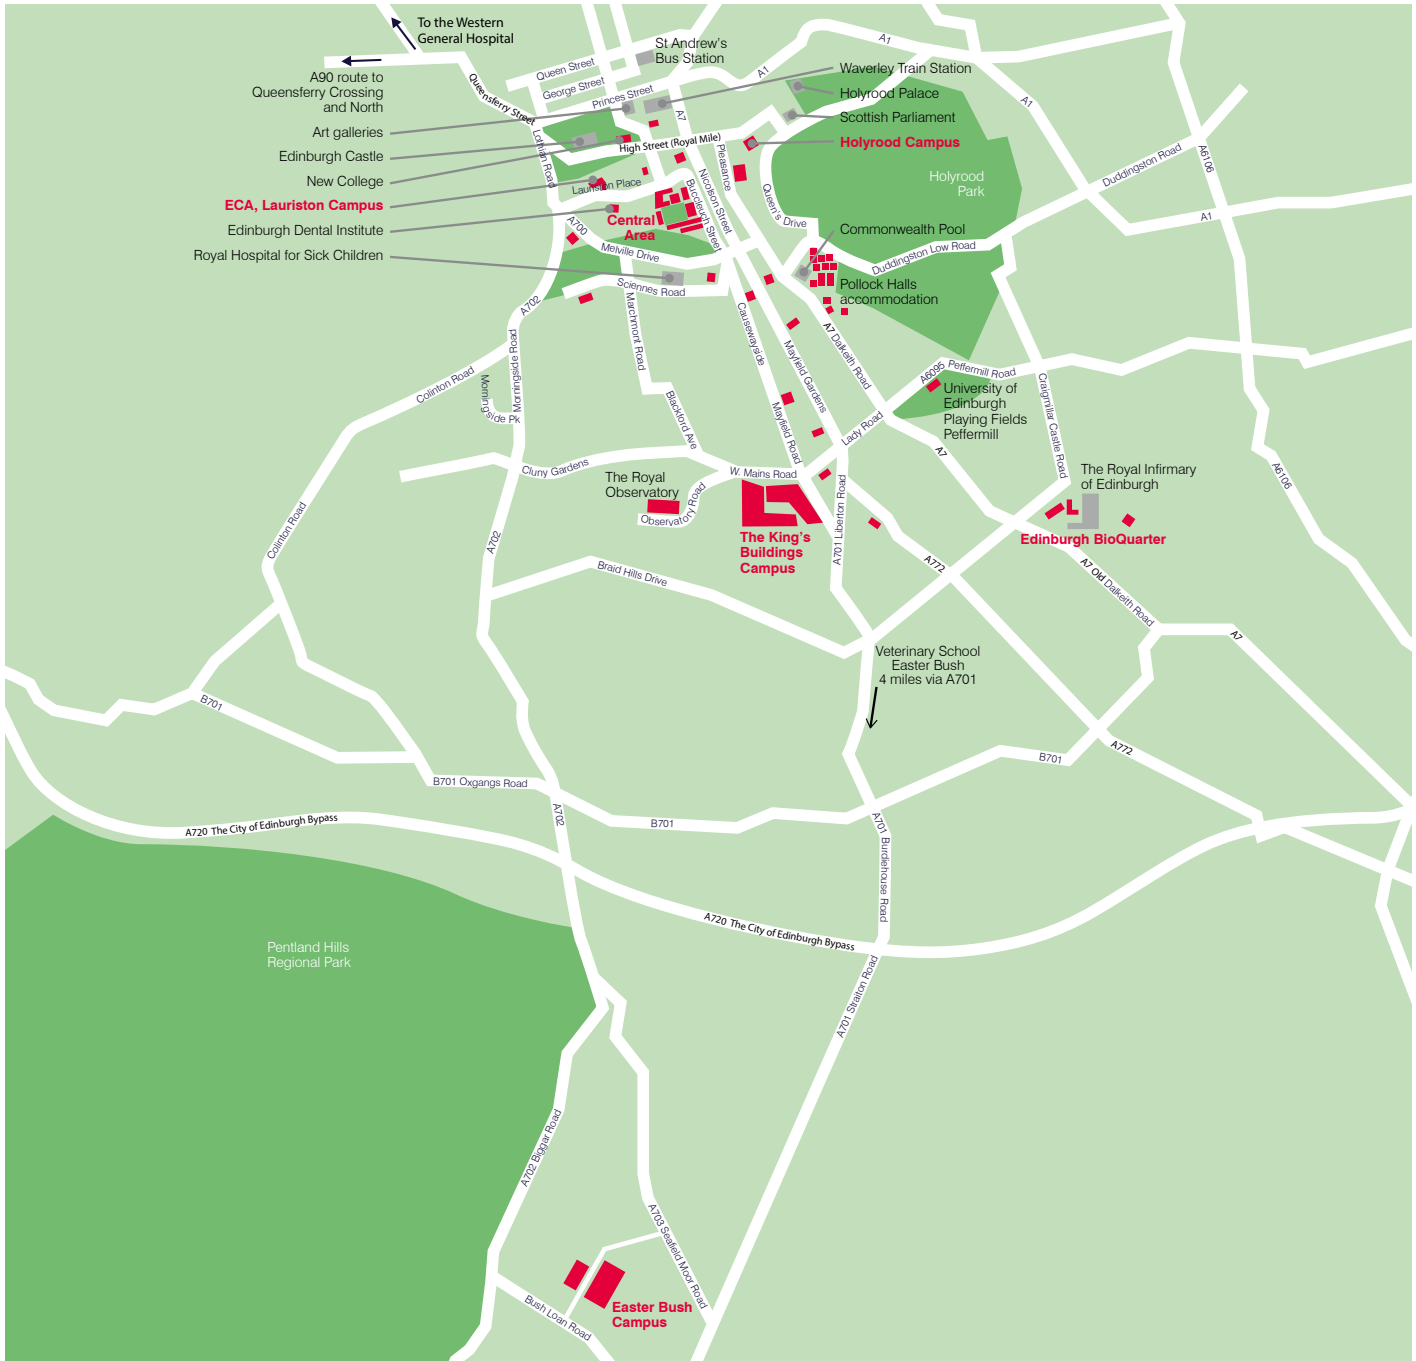 To the Western
General Hospital
A90 route to
Queensferry Crossing
and North
Art galleries
Edinburgh Castle
New College
ECA, Lauriston Campus
Edinburgh Dental Institute
Royal Hospital for Sick Children
St Andrew's
Bus Station
Waverley Train Station
Holyrood Palace
Scottish Parliament
Holyrood Campus
Holyrood
Park
Commonwealth Pool
Pollock Halls
accommodation
Queen Street
George Street
Princes Street
Queensferry Street
Lothian Road
High Street (Royal Mile)
Lauriston Place
Central
Area
A7
Pleasance
Nicolson Street
Buccleuch Street
Queen's Drive
A1
A1
A1
A1
A6106
Duddingston Road
Duddingston Low Road
A700
Melville Drive
Sciennes Road
A702
Marchmont Road
Causewayside
Mayfield Gardens
A7 Dalkeith Road
Morningside Road
Morningside Pk
Colinton Road
Blackford Ave
Mayfield Road
Lady Road
A6095 Peffermill Road
University of
Edinburgh
Playing Fields
Peffermill
Craigmillar Castle Road
A7
Cluny Gardens
W. Mains Road
The Royal
Observatory
Observatory Road
The King's
Buildings
Campus
A701 Liberton Road
The Royal Infirmary
of Edinburgh
Edinburgh BioQuarter
A6106
Colinton Road
A702
Braid Hills Drive
A772
A7 Old Dalkeith Road
A7
Veterinary School
Easter Bush
4 miles via A701
B701
B701 Oxgangs Road
A702
B701
B701
A772
A720 The City of Edinburgh Bypass
A701 Burdiehouse Road
A720 The City of Edinburgh Bypass
Pentland Hills
Regional Park
A701 Straiton Road
A702 Biggar Road
A703 Seafield Moor Road
Bush Loan Road
Easter Bush
Campus